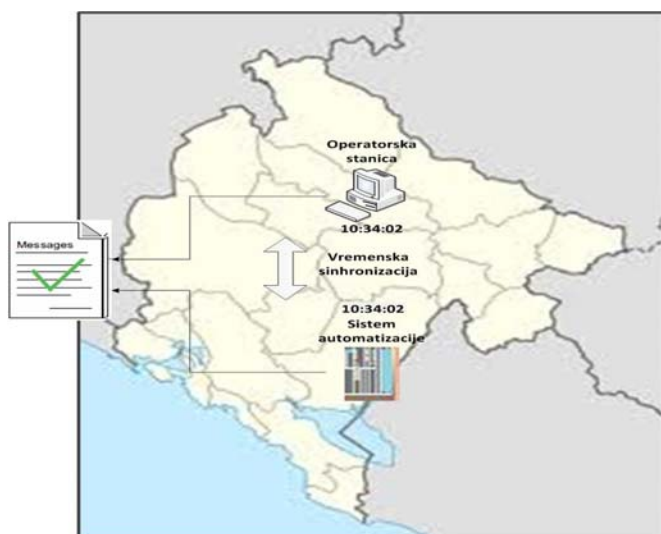 Operatorska
stanica
10:34:02
Messages
Vremenska
sinhronizacija
10:34:02
Sistem
automatizacije